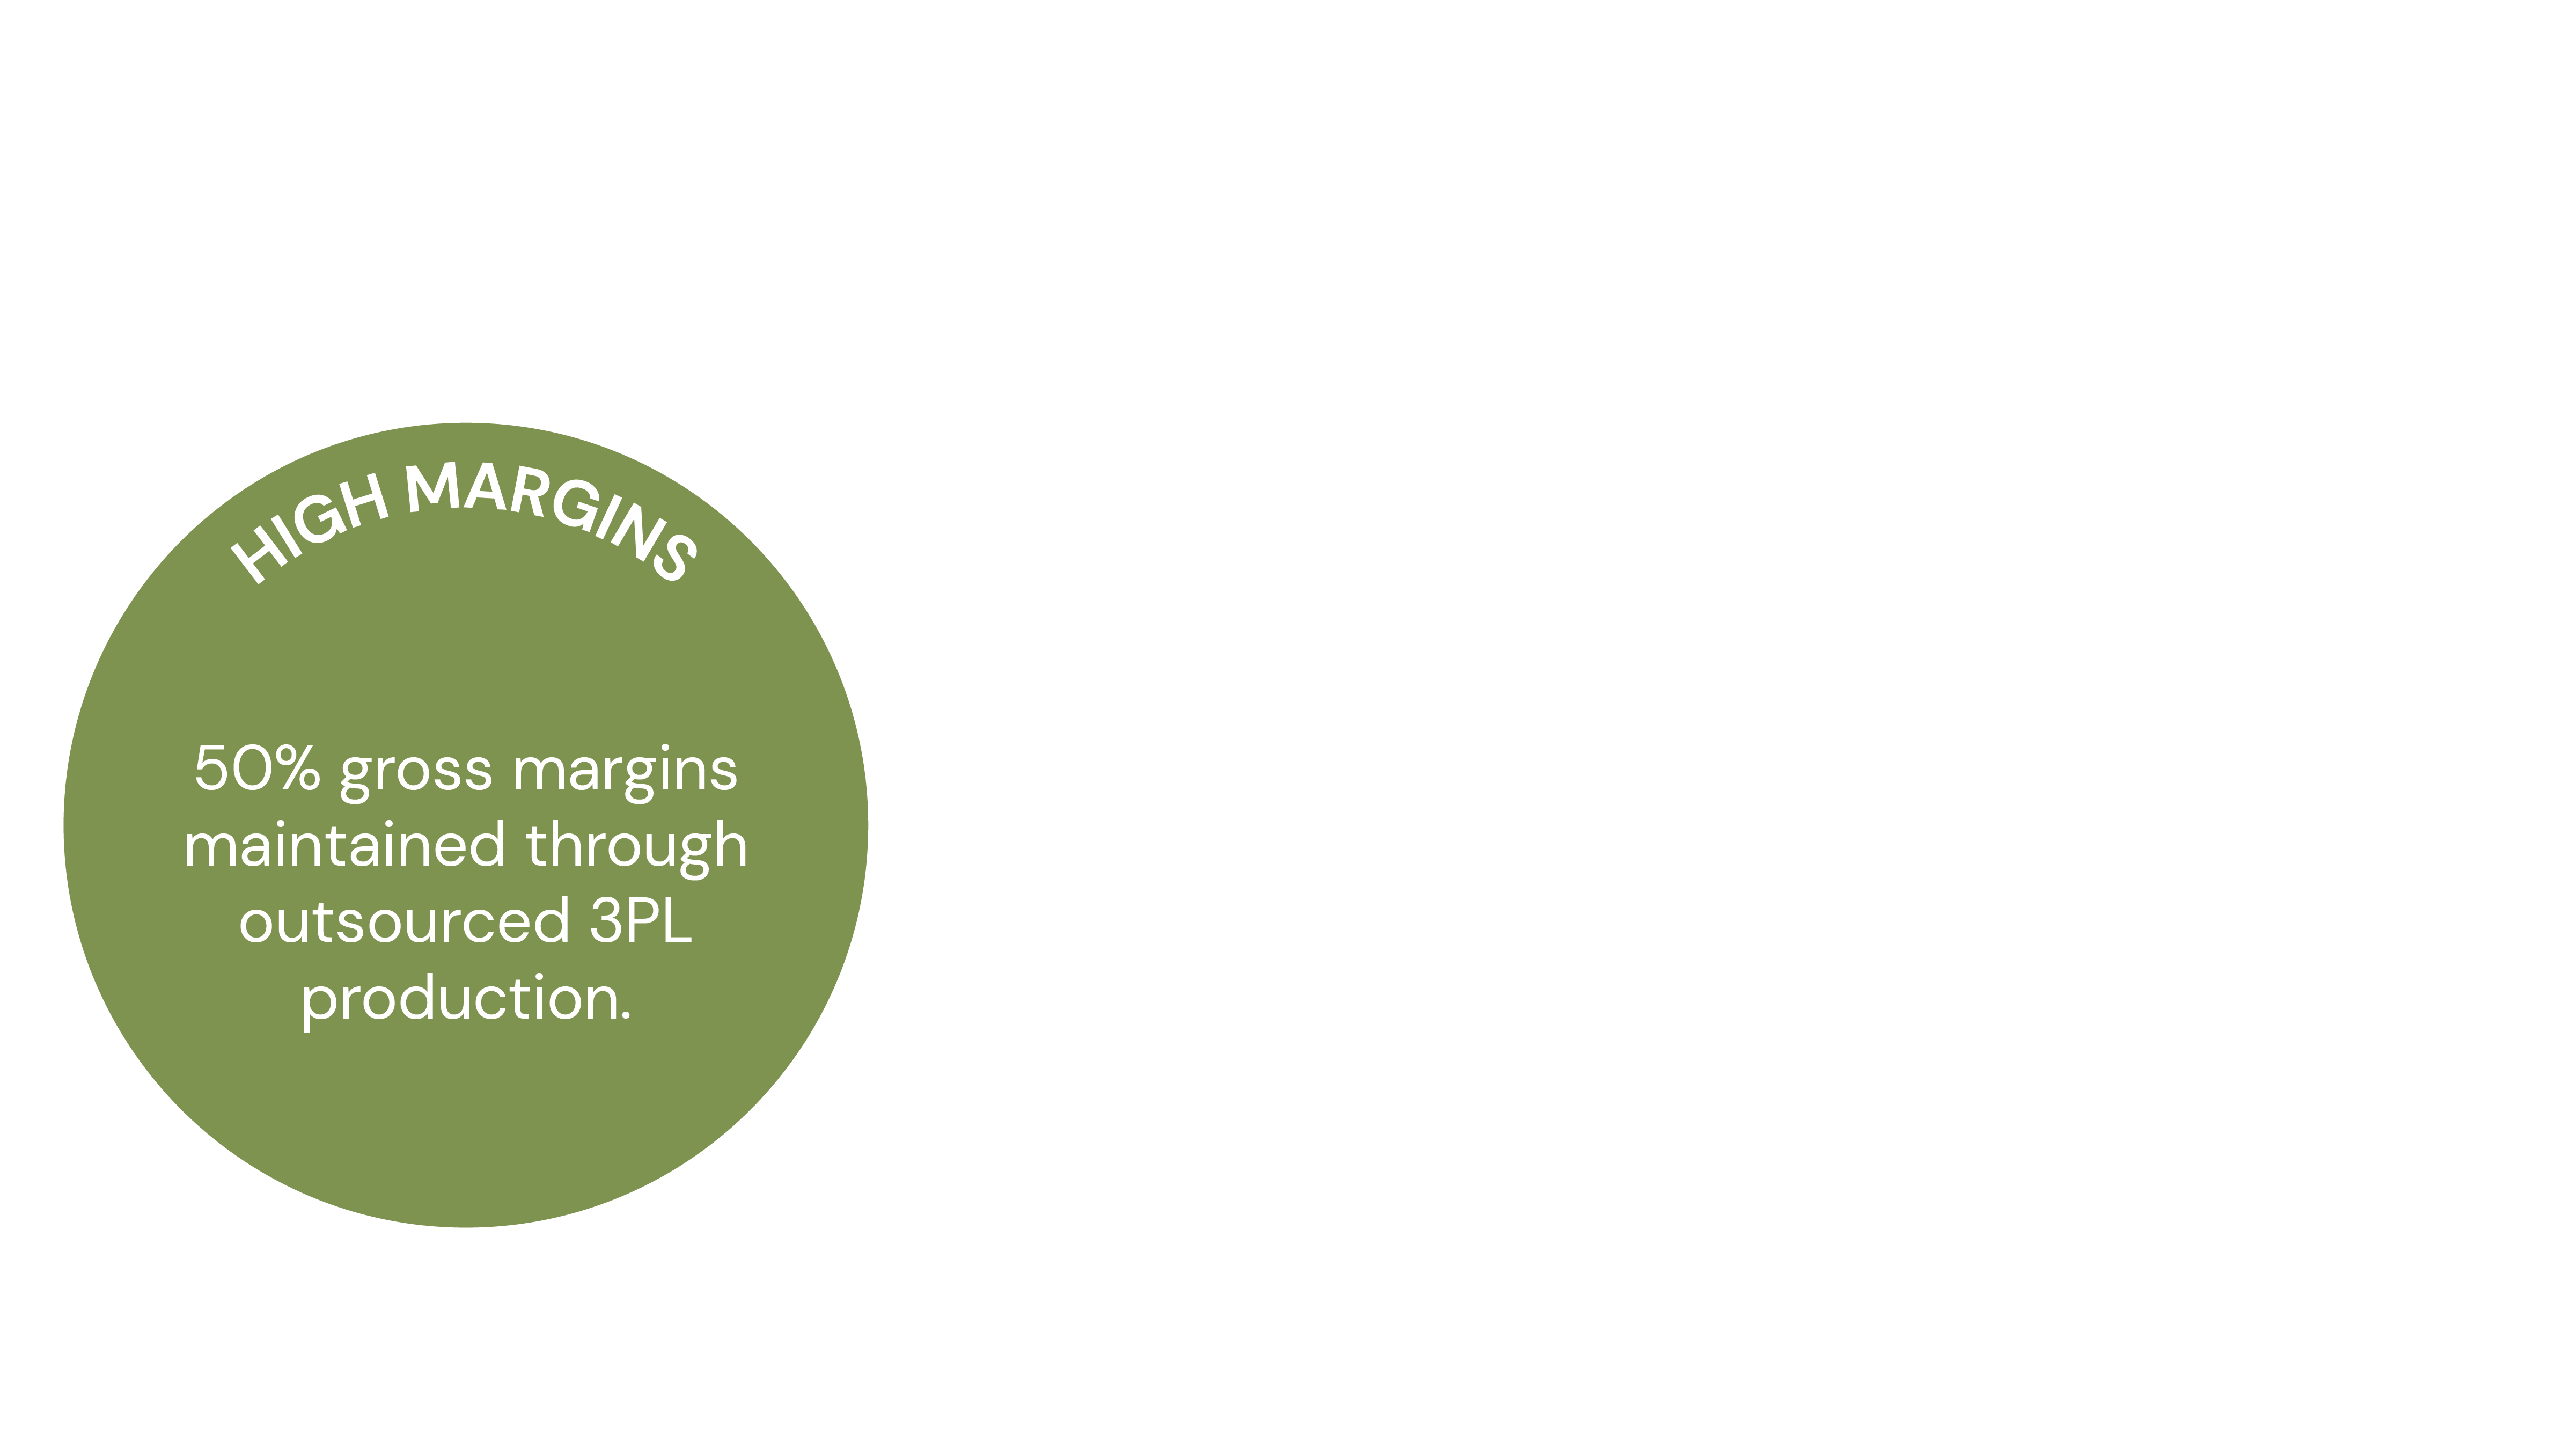 HIGH MARGINS
50% gross margins
maintained through
outsourced 3PL
production.